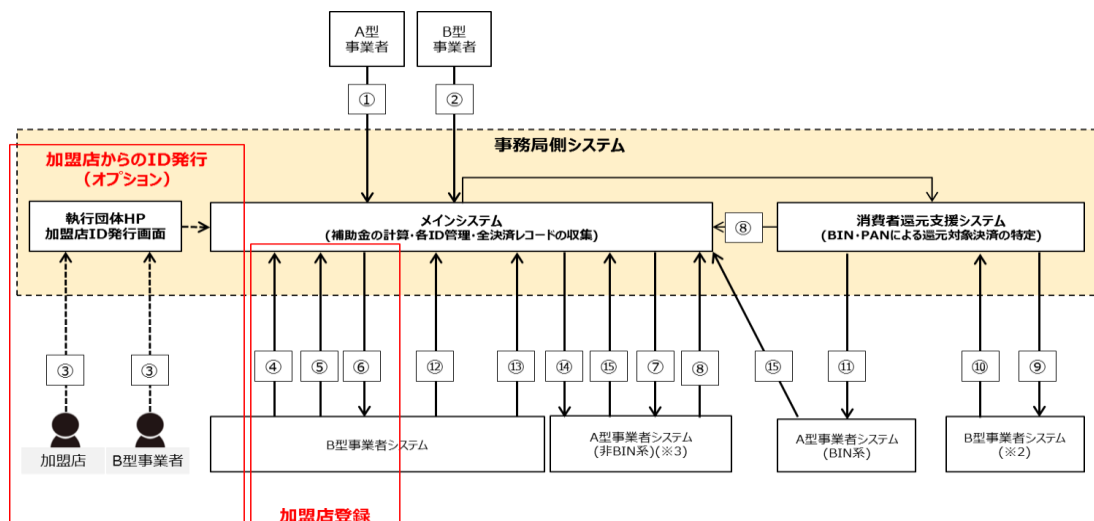 A型
事業者
B型
事業者
①
②
事務局側システム
加盟店からのID発行
（オプション）
執行団体HP
加盟店ID発行画面
メインシステム
(補助金の計算・各ID管理・全決済レコードの収集)
⑧
消費者還元支援システム
(BIN・PANによる還元対象決済の特定)
③
③
④
⑤
⑥
⑫
⑬
⑭
⑮
⑦
⑧
⑮
⑪
⑩
⑨
加盟店
B型事業者
B型事業者システム
A型事業者システム
(非BIN系)(※3)
A型事業者システム
(BIN系)
B型事業者システム
(※2)
加盟店登録